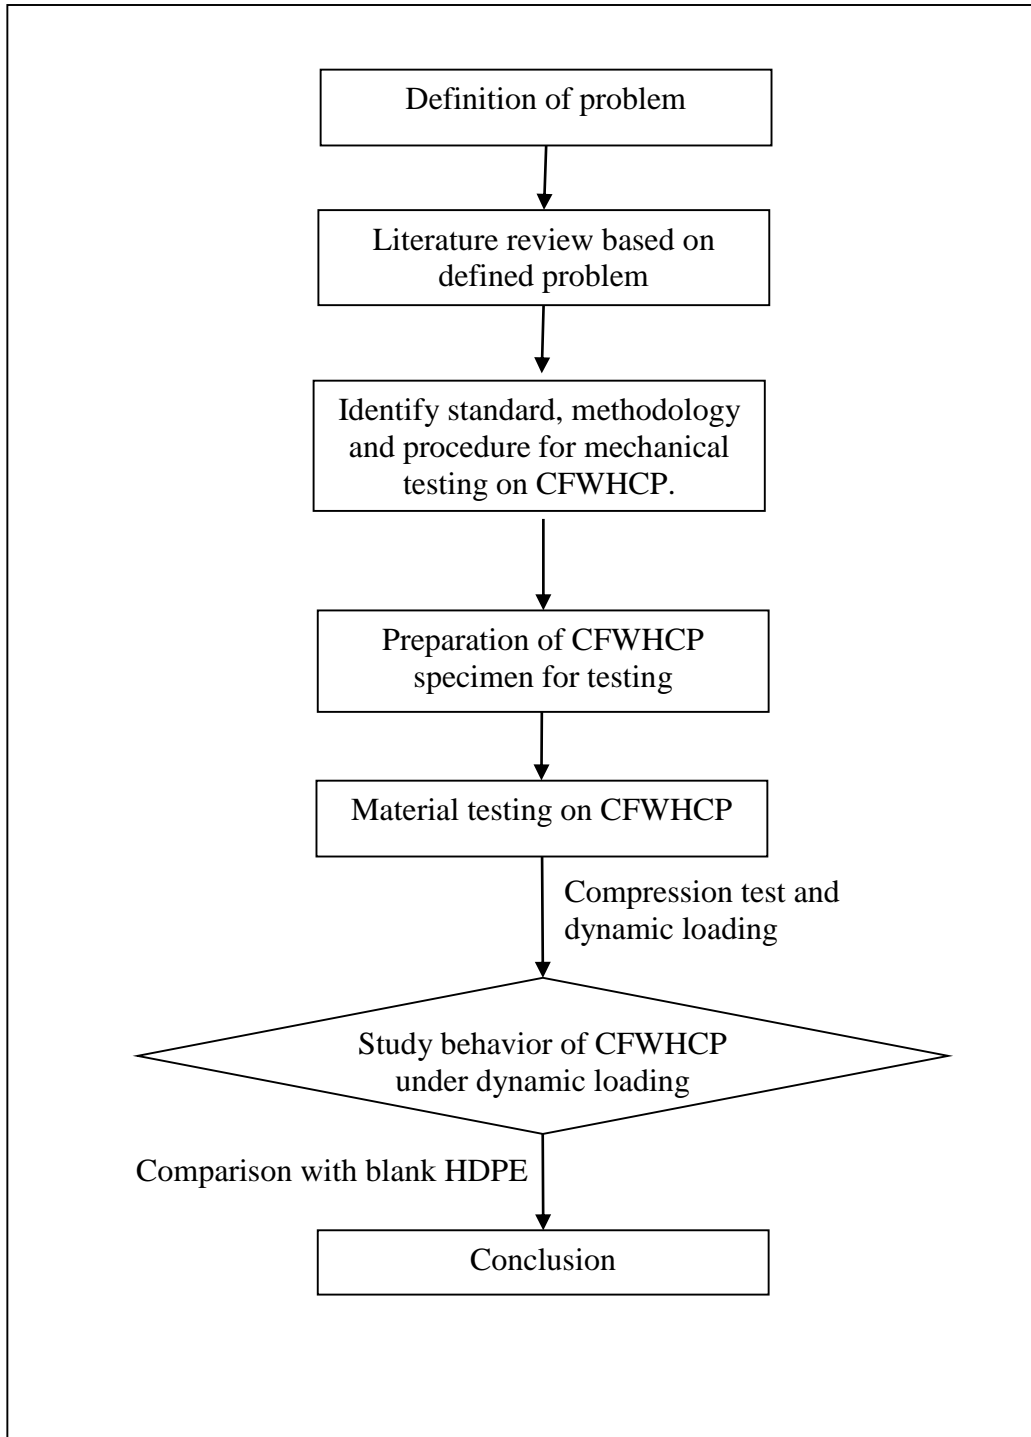 Definition of problem
Literature review based on
defined problem
Identify standard, methodology
and procedure for mechanical
testing on CFWHCP.
Preparation of CFWHCP
specimen for testing
Material testing on CFWHCP
Compression test and
dynamic loading
Study behavior of CFWHCP
under dynamic loading
Comparison with blank HDPE
Conclusion